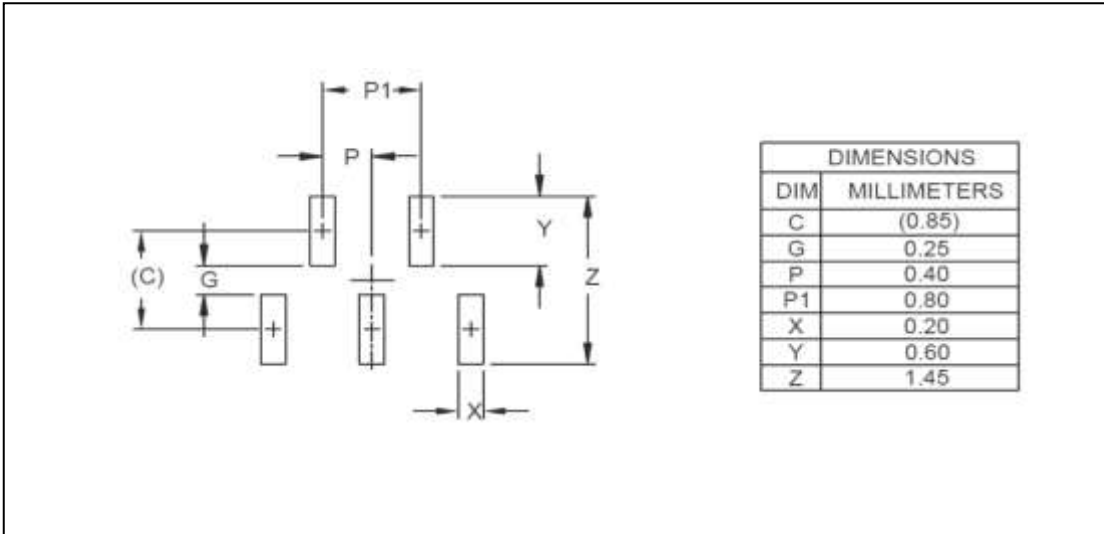 P1
P
Y
(C)
G
Z
X
DIMENSIONS
DIM MILLIMETERS
C (0.85)
G 0.25
P 0.40
P1 0.80
X 0.20
Y 0.60
Z 1.45